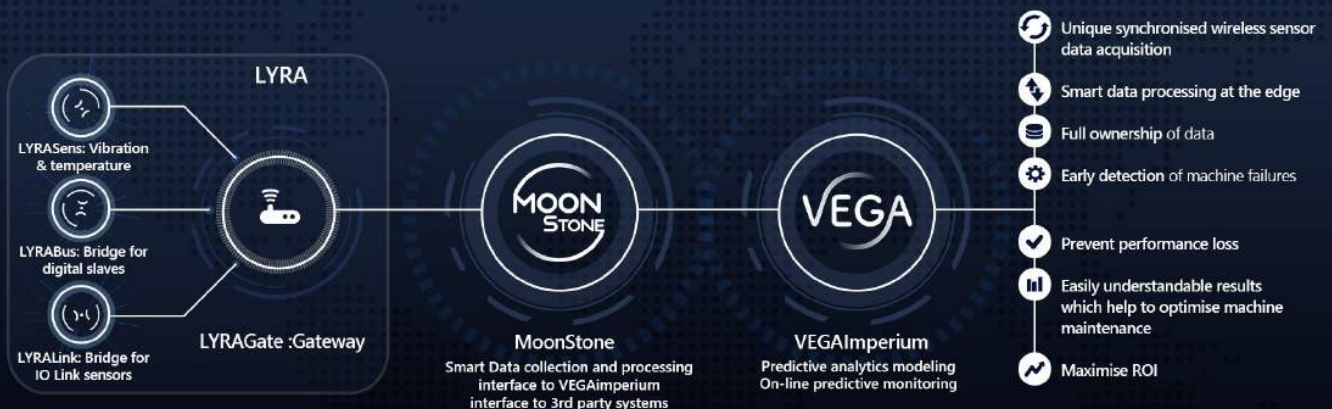 LYRA
LYRASens: Vibration
& temperature
LYRABus: Bridge for
digital slaves
LYRALink: Bridge for
IO Link sensors
LYRAGate :Gateway
MOON
STONE
MoonStone
Smart Data collection and processing
interface to VEGAimperium
interface to 3rd party systems
VEGA
VEGAImperium
Predictive analytics modeling
On-line predictive monitoring
Unique synchronised wireless sensor
data acquisition
Smart data processing at the edge
Full ownership of data
Early detection of machine failures
Prevent performance loss
Easily understandable results
which help to optimise machine
maintenance
Maximise ROI